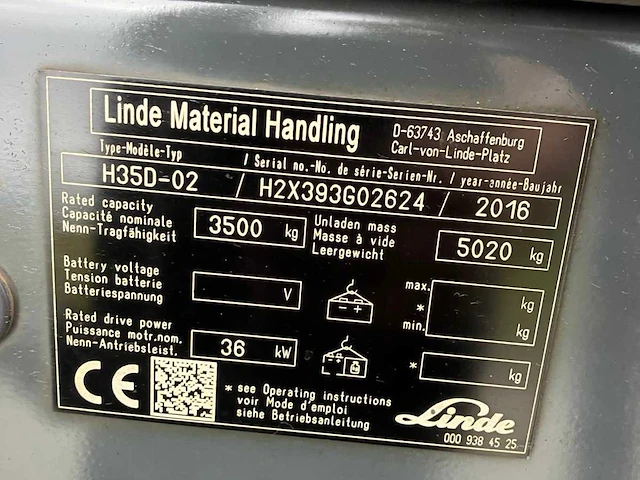 Linde Material Handling
D-63743 Aschaffenburg
Carl-von-Linde-Platz
Type-Modèle-Typ / Serial no.-No. de série-Serien-Nr. / year-année-Baujahr
H35D-02 / H2X393G02624 / 2016
Rated capacity
Capacité nominale
Nenn-Tragfähigkeit
3500 kg
Unladen mass
Masse à vide
Leergewicht
5020 kg
Battery voltage
Tension batterie
Batteriespannung
V
- +
max.
*
min.
kg
kg
Rated drive power
Puissance motr.nom.
Nenn-Antriebsleist.
36 kW
* kg
CE
* see Operating instructions
voir Mode d'emploi
siehe Betriebsanleitung
Linde
000 938 45 25